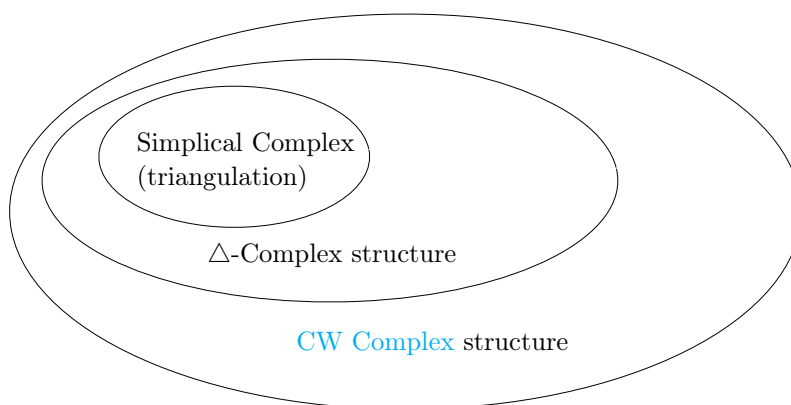 Simplical Complex
(triangulation)
△-Complex structure
CW Complex structure